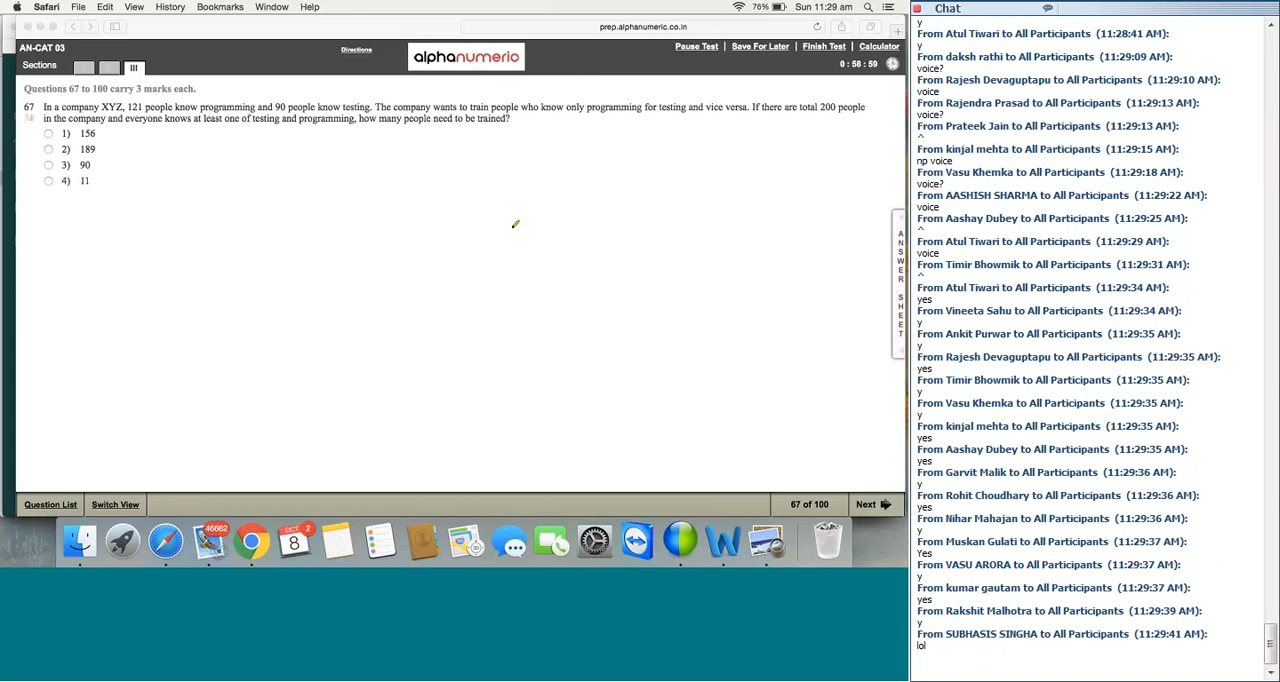 Safari File Edit View History Bookmarks Window Help
76% Sun 11:29 am
prep.alphanumeric.co.in
AN-CAT 03
Directions
alphanumeric
Pause Test | Save For Later | Finish Test | Calculator
Sections
III
0 : 58 : 59
Questions 67 to 100 carry 3 marks each.
67 In a company XYZ, 121 people know programming and 90 people know testing. The company wants to train people who know only programming for testing and vice versa. If there are total 200 people
in the company and everyone knows at least one of testing and programming, how many people need to be trained?
1) 156
2) 189
3) 90
4) 11
ANSWER SHEET
Question List
Switch View
67 of 100
Next
46662
OCT 2
8
Chat
y
From Atul Tiwari to All Participants (11:28:41 AM):
y
From daksh rathi to All Participants (11:29:09 AM):
voice?
From Rajesh Devaguptapu to All Participants (11:29:10 AM):
voice
From Rajendra Prasad to All Participants (11:29:13 AM):
voice?
From Prateek Jain to All Participants (11:29:13 AM):
^
From kinjal mehta to All Participants (11:29:15 AM):
np voice
From Vasu Khemka to All Participants (11:29:18 AM):
voice?
From AASHISH SHARMA to All Participants (11:29:22 AM):
voice
From Aashay Dubey to All Participants (11:29:25 AM):
^
From Atul Tiwari to All Participants (11:29:29 AM):
voice
From Timir Bhowmik to All Participants (11:29:31 AM):
^
From Atul Tiwari to All Participants (11:29:34 AM):
yes
From Vineeta Sahu to All Participants (11:29:34 AM):
y
From Ankit Purwar to All Participants (11:29:35 AM):
y
From Rajesh Devaguptapu to All Participants (11:29:35 AM):
yes
From Timir Bhowmik to All Participants (11:29:35 AM):
y
From Vasu Khemka to All Participants (11:29:35 AM):
y
From kinjal mehta to All Participants (11:29:35 AM):
yes
From Aashay Dubey to All Participants (11:29:35 AM):
yes
From Garvit Malik to All Participants (11:29:36 AM):
y
From Rohit Choudhary to All Participants (11:29:36 AM):
yes
From Nihar Mahajan to All Participants (11:29:36 AM):
y
From Muskan Gulati to All Participants (11:29:37 AM):
Yes
From VASU ARORA to All Participants (11:29:37 AM):
y
From kumar gautam to All Participants (11:29:37 AM):
yes
From Rakshit Malhotra to All Participants (11:29:39 AM):
y
From SUBHASIS SINGHA to All Participants (11:29:41 AM):
lol